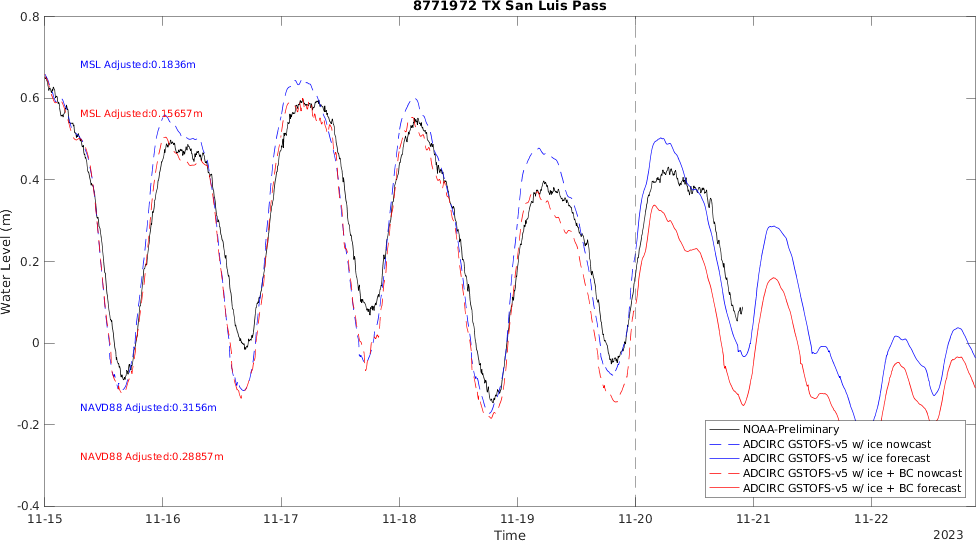 8771972 TX San Luis Pass
0.8
0.6
0.4
0.2
0
-0.2
-0.4
Water Level (m)
MSL Adjusted:0.1836m
MSL Adjusted:0.15657m
NAVD88 Adjusted:0.3156m
NAVD88 Adjusted:0.28857m
NOAA-Preliminary
ADCIRC GSTOFS-v5 w/ ice nowcast
ADCIRC GSTOFS-v5 w/ ice forecast
ADCIRC GSTOFS-v5 w/ ice + BC nowcast
ADCIRC GSTOFS-v5 w/ ice + BC forecast
11-15 11-16 11-17 11-18 11-19 11-20 11-21 11-22
Time
2023